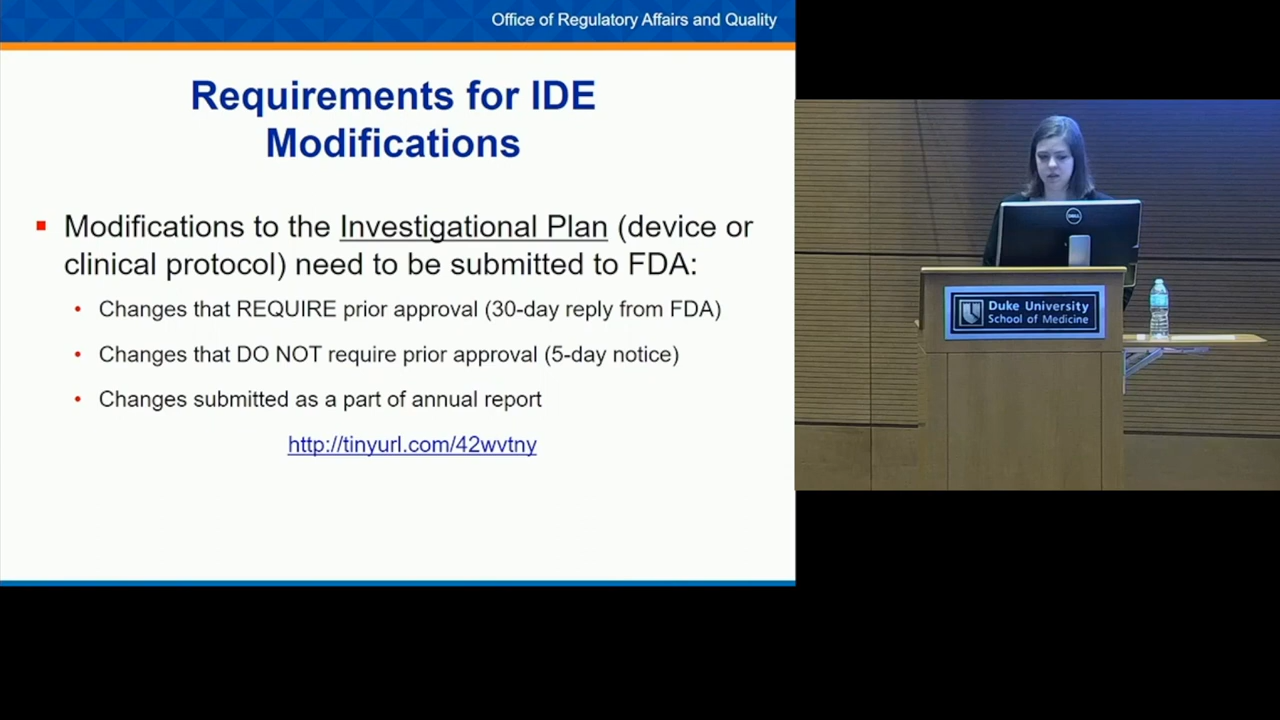 Office of Regulatory Affairs and Quality
Requirements for IDE
Modifications
▪ Modifications to the Investigational Plan (device or
clinical protocol) need to be submitted to FDA:
• Changes that REQUIRE prior approval (30-day reply from FDA)
• Changes that DO NOT require prior approval (5-day notice)
• Changes submitted as a part of annual report
http://tinyurl.com/42wvtny
DELL
Duke University
School of Medicine